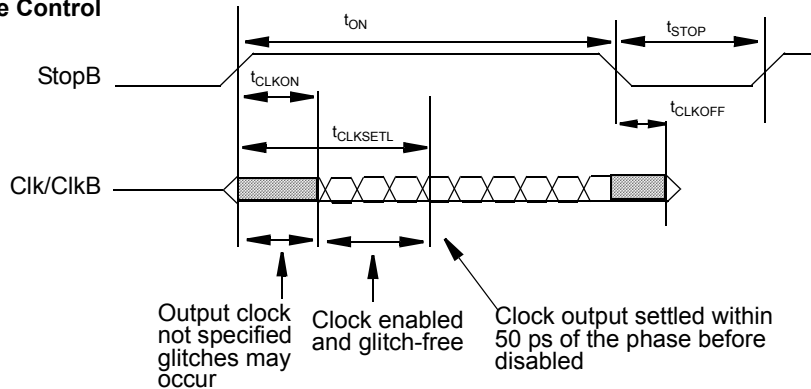 e Control
tON
tSTOP
StopB
tCLKON
tCLKOFF
tCLKSETL
Clk/ClkB
Output clock
not specified
glitches may
occur
Clock enabled
and glitch-free
Clock output settled within
50 ps of the phase before
disabled